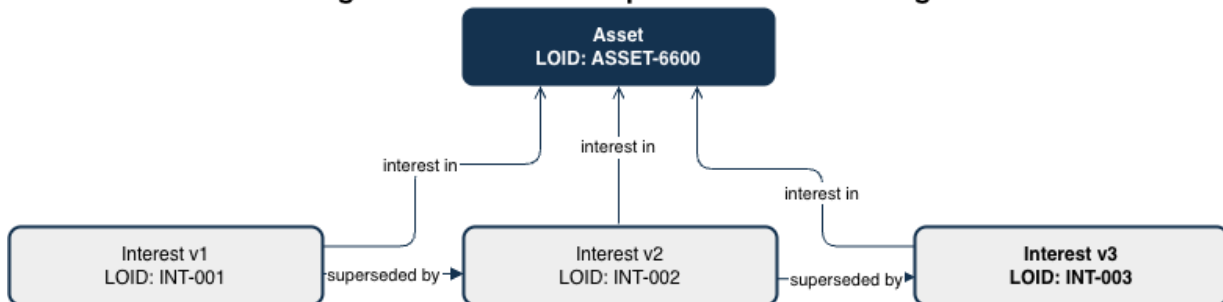 Asset
LOID: ASSET-6600
interest in
interest in
interest in
Interest v1
LOID: INT-001
superseded by
Interest v2
LOID: INT-002
superseded by
Interest v3
LOID: INT-003